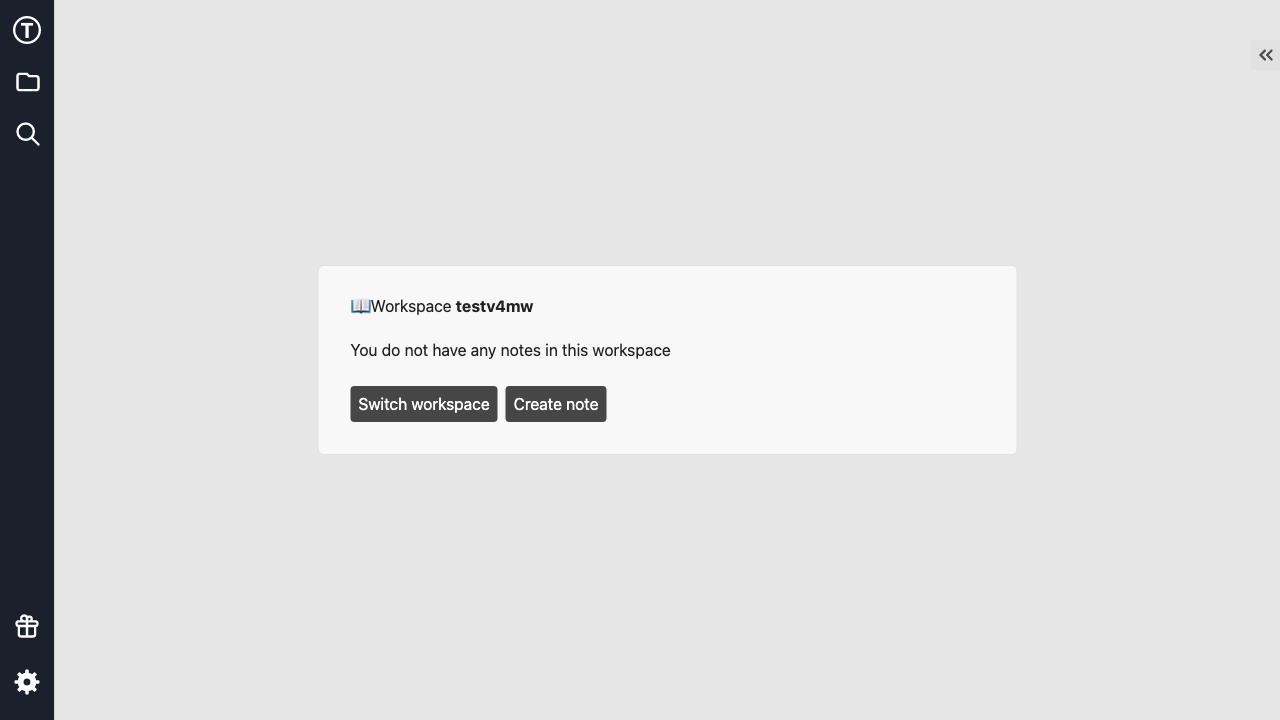 Workspace testv4mw
You do not have any notes in this workspace
Switch workspace
Create note